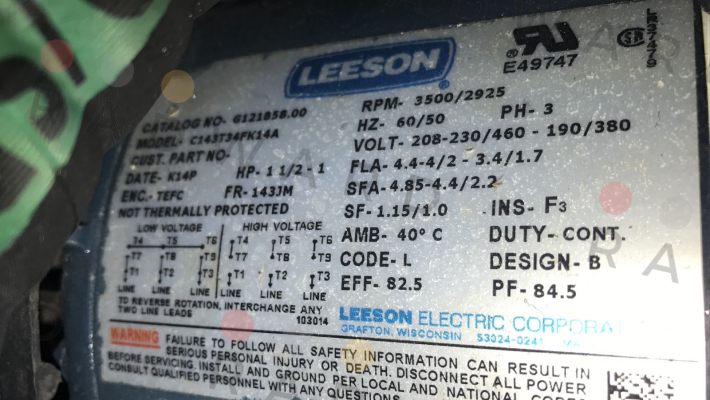 LEESON
E49747
CATALOG NO- G121858.00
MODEL- C143T34FK14A
CUST. PART NO-
DATE- K14P HP- 1 1/2 - 1
ENC.- TEFC FR- 143JM
NOT THERMALLY PROTECTED
RPM- 3500/2925
HZ- 60/50 PH- 3
VOLT- 208-230/460 - 190/380
FLA- 4.4-4/2 - 3.4/1.7
SFA- 4.85-4.4/2.2
SF- 1.15/1.0 INS- F3
AMB- 40° C DUTY- CONT.
CODE- L DESIGN- B
EFF- 82.5 PF- 84.5
LOW VOLTAGE HIGH VOLTAGE
T4 T5 T6 T4 T5 T6
T7 T8 T9 T7 T8 T9
T1 T2 T3 T1 T2 T3
LINE LINE LINE LINE LINE LINE
TO REVERSE ROTATION, INTERCHANGE ANY
TWO LINE LEADS 103014
LEESON ELECTRIC
GRAFTON, WISCONSIN 53024-0241
WARNING FAILURE TO FOLLOW ALL SAFETY INFORMATION CAN RESULT IN
SERIOUS PERSONAL INJURY OR DEATH. DISCONNECT ALL POWER
BEFORE SERVICING. INSTALL AND GROUND PER LOCAL AND NATIONAL CODES
CONSULT QUALIFIED PERSONNEL WITH ANY QUESTIONS